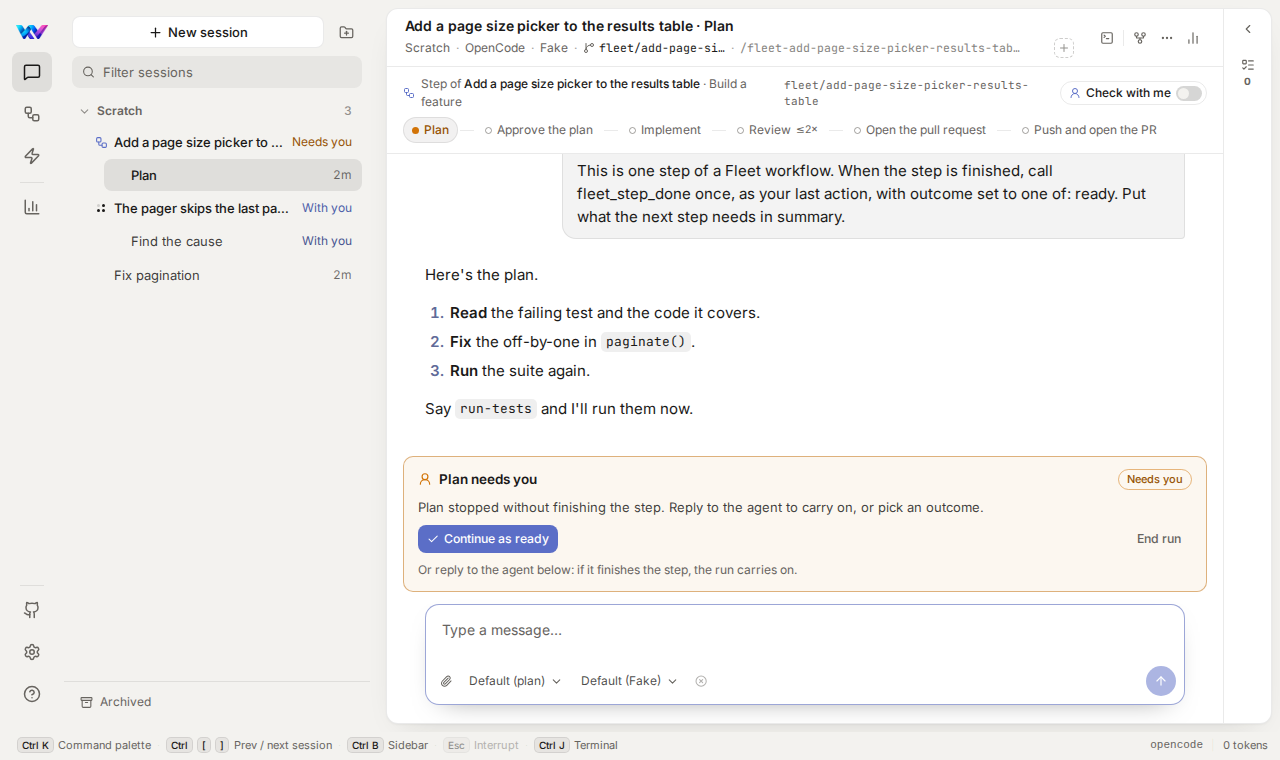 New session
Filter sessions
Scratch 3
Add a page size picker to ... Needs you
Plan 2m
The pager skips the last pa... With you
Find the cause With you
Fix pagination 2m
Archived
Add a page size picker to the results table · Plan
Scratch · OpenCode · Fake · fleet/add-page-si... · /fleet-add-page-size-picker-results-tab...
Step of Add a page size picker to the results table · Build a feature
fleet/add-page-size-picker-results-table
Check with me
Plan
Approve the plan
Implement
Review ≤2×
Open the pull request
Push and open the PR
0
This is one step of a Fleet workflow. When the step is finished, call
fleet_step_done once, as your last action, with outcome set to one of: ready. Put
what the next step needs in summary.
Here's the plan.
1. Read the failing test and the code it covers.
2. Fix the off-by-one in paginate().
3. Run the suite again.
Say run-tests and I'll run them now.
Plan needs you Needs you
Plan stopped without finishing the step. Reply to the agent to carry on, or pick an outcome.
Continue as ready End run
Or reply to the agent below: if it finishes the step, the run carries on.
Type a message...
Default (plan) Default (Fake)
Ctrl K Command palette Ctrl [ ] Prev / next session Ctrl B Sidebar Esc Interrupt Ctrl J Terminal opencode 0 tokens